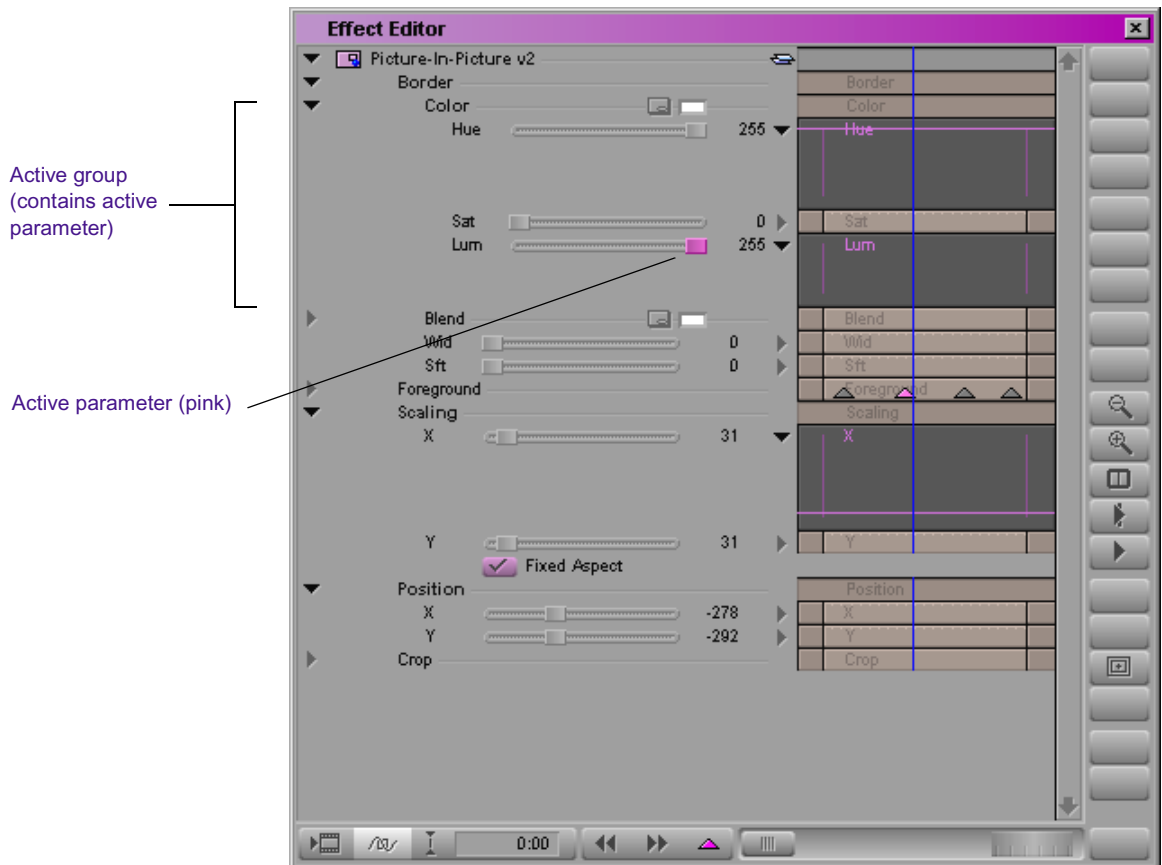 Effect Editor
Picture-In-Picture v2
Border
Border
Color
Color
Hue
255
Hue
Active group
(contains active
parameter)
Sat
0
Sat
Lum
255
Lum
Blend
Blend
Wid
0
Wid
Sft
0
Sft
Foreground
Foreground
Active parameter (pink)
Scaling
Scaling
X
31
X
Y
31
Y
Fixed Aspect
Position
Position
X
-278
X
Y
-292
Y
Crop
Crop
0:00